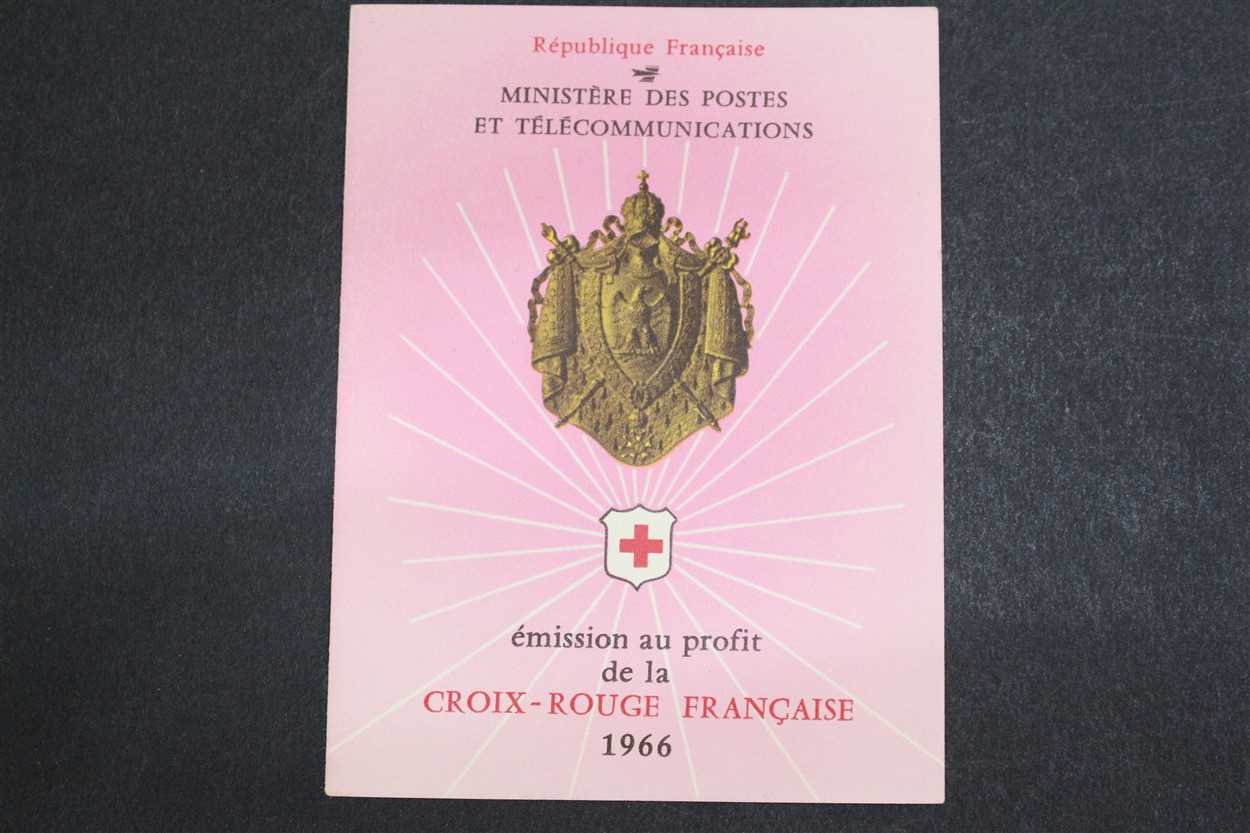 République Française
MINISTÈRE DES POSTES
ET TÉLÉCOMMUNICATIONS
N
émission au profit
de la
CROIX-ROUGE FRANÇAISE
1966